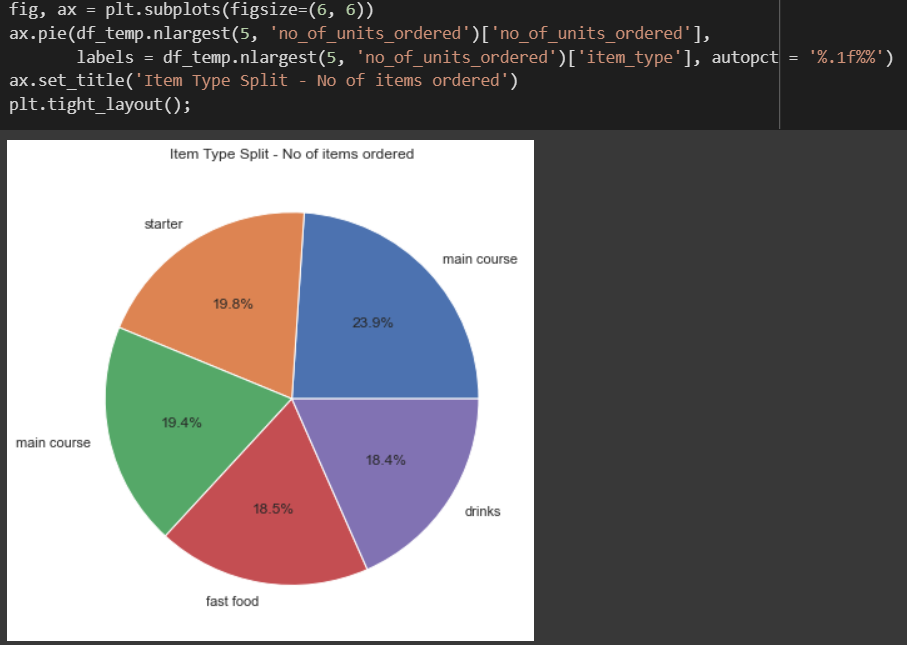 fig, ax = plt.subplots(figsize=(6, 6))
ax.pie(df_temp.nlargest(5, 'no_of_units_ordered')['no_of_units_ordered'],
labels = df_temp.nlargest(5, 'no_of_units_ordered')['item_type'], autopct = '%.1f%%')
ax.set_title('Item Type Split - No of items ordered')
plt.tight_layout();
Item Type Split - No of items ordered
starter
main course
19.8%
23.9%
19.4%
main course
18.4%
18.5%
drinks
fast food